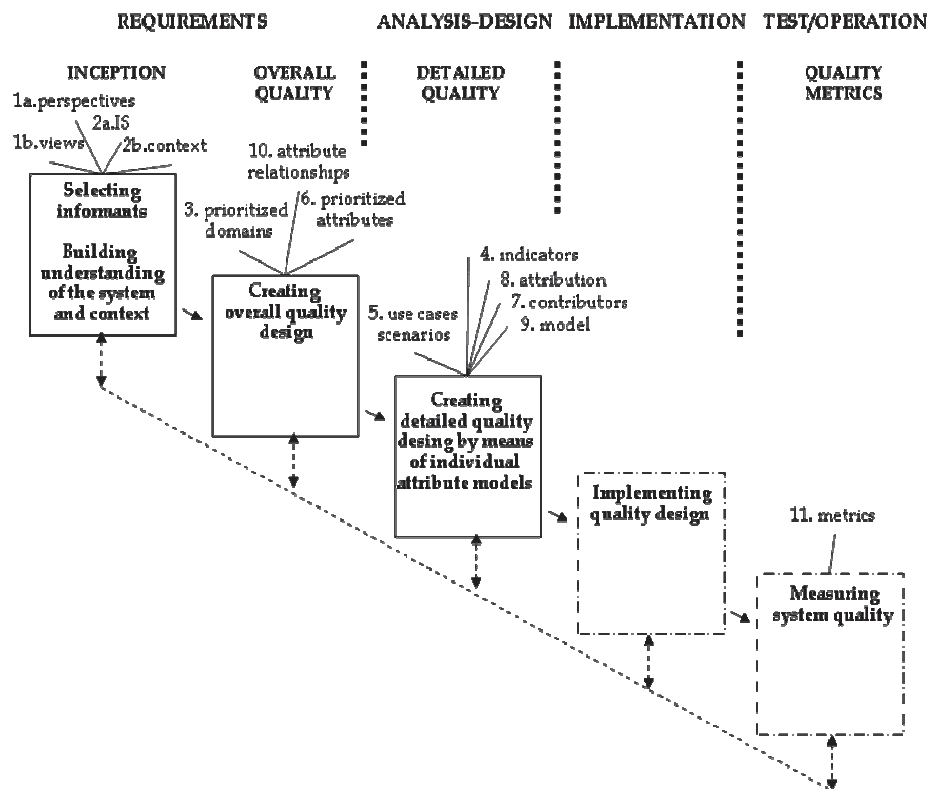 REQUIREMENTS ANALYSIS–DESIGN IMPLEMENTATION TEST/OPERATION
INCEPTION
OVERALL
QUALITY
DETAILED
QUALITY
QUALITY
METRICS
1a.perspectives
2a.IS
1b.views
2b.context
Selecting
informants
Building
understanding
of the system
and context
10. attribute
relationships
3. prioritized
domains
6. prioritized
attributes
Creating
overall quality
design
4. indicators
8. attribution
7. contributors
9. model
5. use cases
scenarios
Creating
detailed quality
desing by means
of individual
attribute models
Implementing
quality design
11. metrics
Measuring
system quality